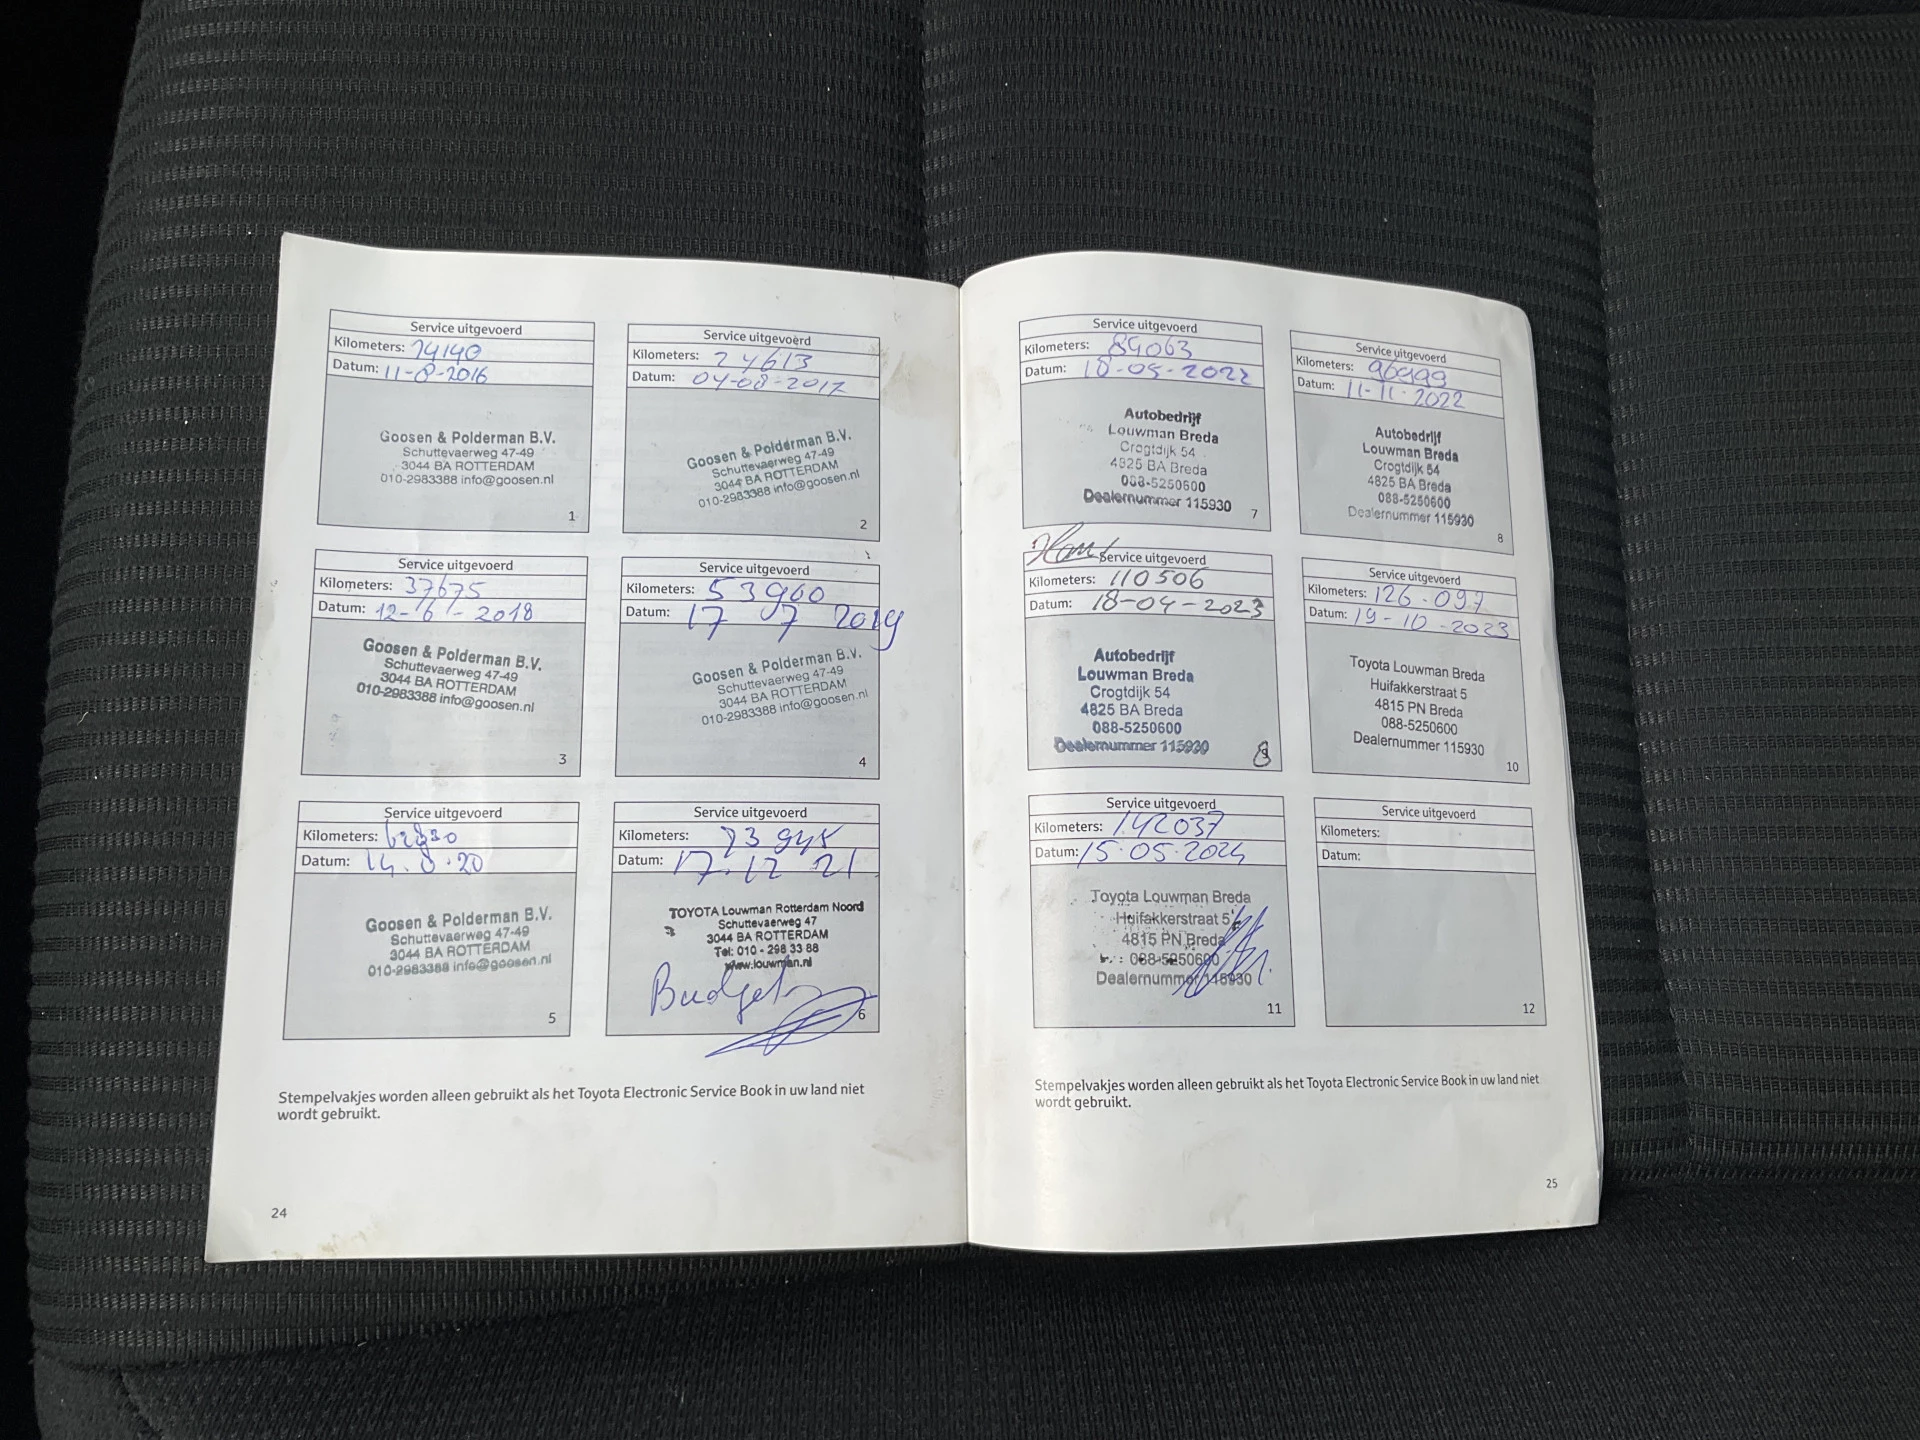 Service uitgevoerd
Kilometers: 14140
Datum: 11-8-2016
Goosen & Polderman B.V.
Schuttevaerweg 47-49
3044 BA ROTTERDAM
010-2983388 info@goosen.nl
1
Service uitgevoerd
Kilometers: 24613
Datum: 04-08-2017
Goosen & Polderman B.V.
Schuttevaerweg 47-49
3044 BA ROTTERDAM
010-2983388 info@goosen.nl
2
Service uitgevoerd
Kilometers: 37675
Datum: 12-6-2018
Goosen & Polderman B.V.
Schuttevaerweg 47-49
3044 BA ROTTERDAM
010-2983388 info@goosen.nl
3
Service uitgevoerd
Kilometers: 53960
Datum: 17 7 2019
Goosen & Polderman B.V.
Schuttevaerweg 47-49
3044 BA ROTTERDAM
010-2983388 info@goosen.nl
4
Service uitgevoerd
Kilometers:
Datum: 14.8.20
Goosen & Polderman B.V.
Schuttevaerweg 47-49
3044 BA ROTTERDAM
010-2983388 info@goosen.nl
5
Service uitgevoerd
Kilometers: 73945
Datum: 17.12 21
TOYOTA Louwman Rotterdam Noord
Schuttevaerweg 47
3044 BA ROTTERDAM
Tel: 010 - 298 33 88
www.louwman.nl
Budget
6
Stempelvakjes worden alleen gebruikt als het Toyota Electronic Service Book in uw land niet
wordt gebruikt.
24
Service uitgevoerd
Kilometers: 84063
Datum: 10-05-2022
Autobedrijf
Louwman Breda
Crogtdijk 54
4825 BA Breda
088-5250600
Dealernummer 115930
7
Service uitgevoerd
Kilometers: 96999
Datum: 11-11-2022
Autobedrijf
Louwman Breda
Crogtdijk 54
4825 BA Breda
088-5250600
Dealernummer 115930
8
Service uitgevoerd
Kilometers: 110506
Datum: 18-04-2023
Autobedrijf
Louwman Breda
Crogtdijk 54
4825 BA Breda
088-5250600
Dealernummer 115930
Service uitgevoerd
Kilometers: 126.097
Datum: 19-10-2023
Toyota Louwman Breda
Huifakkerstraat 5
4815 PN Breda
088-5250600
Dealernummer 115930
10
Service uitgevoerd
Kilometers: 142037
Datum: 15.05.2024
Toyota Louwman Breda
Huifakkerstraat 5
4815 PN Breda
088-5250600
Dealernummer 115930
11
Service uitgevoerd
Kilometers:
Datum:
12
Stempelvakjes worden alleen gebruikt als het Toyota Electronic Service Book in uw land niet
wordt gebruikt.
25